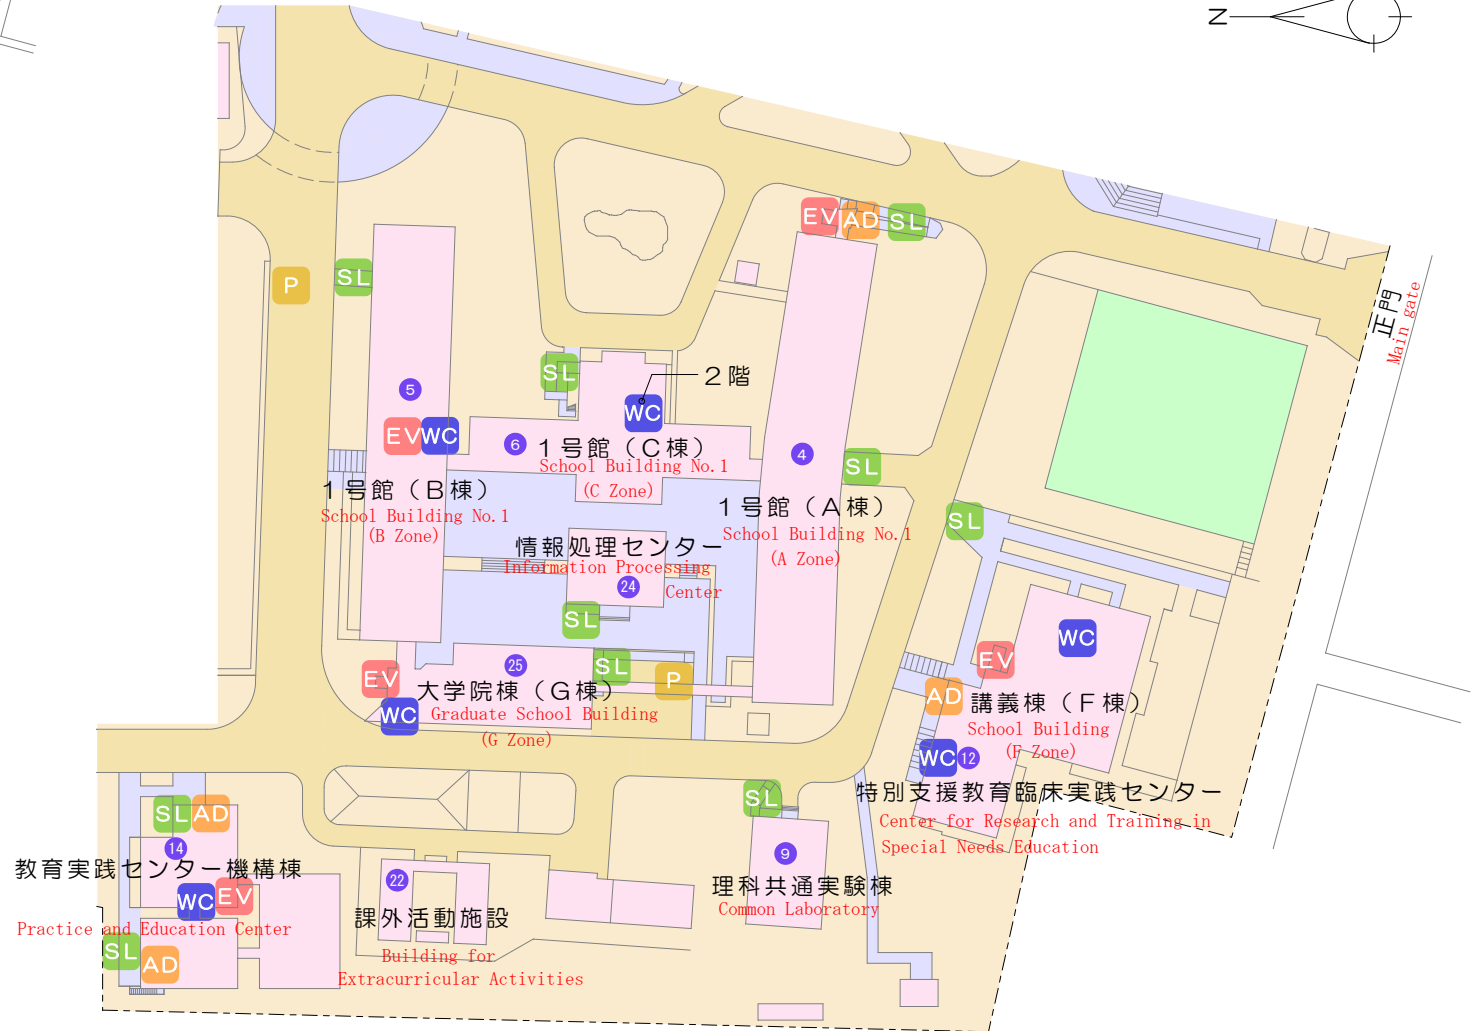 N
EV
AD
SL
P
SL
正門
Main gate
SL
2階
WC
5
EV
WC
6
1号館（C棟）
School Building No.1
(C Zone)
4
SL
1号館（B棟）
School Building No.1
(B Zone)
1号館（A棟）
School Building No.1
(A Zone)
SL
情報処理センター
Information Processing
Center
24
SL
WC
EV
25
SL
P
EV
大学院棟（G棟）
Graduate School Building
(G Zone)
WC
AD
講義棟（F棟）
School Building
(F Zone)
WC
12
特別支援教育臨床実践センター
Center for Research and Training in
Special Needs Education
SL
SL
AD
14
教育実践センター機構棟
WC
EV
Practice and Education Center
SL
AD
22
課外活動施設
Building for
Extracurricular Activities
9
理科共通実験棟
Common Laboratory